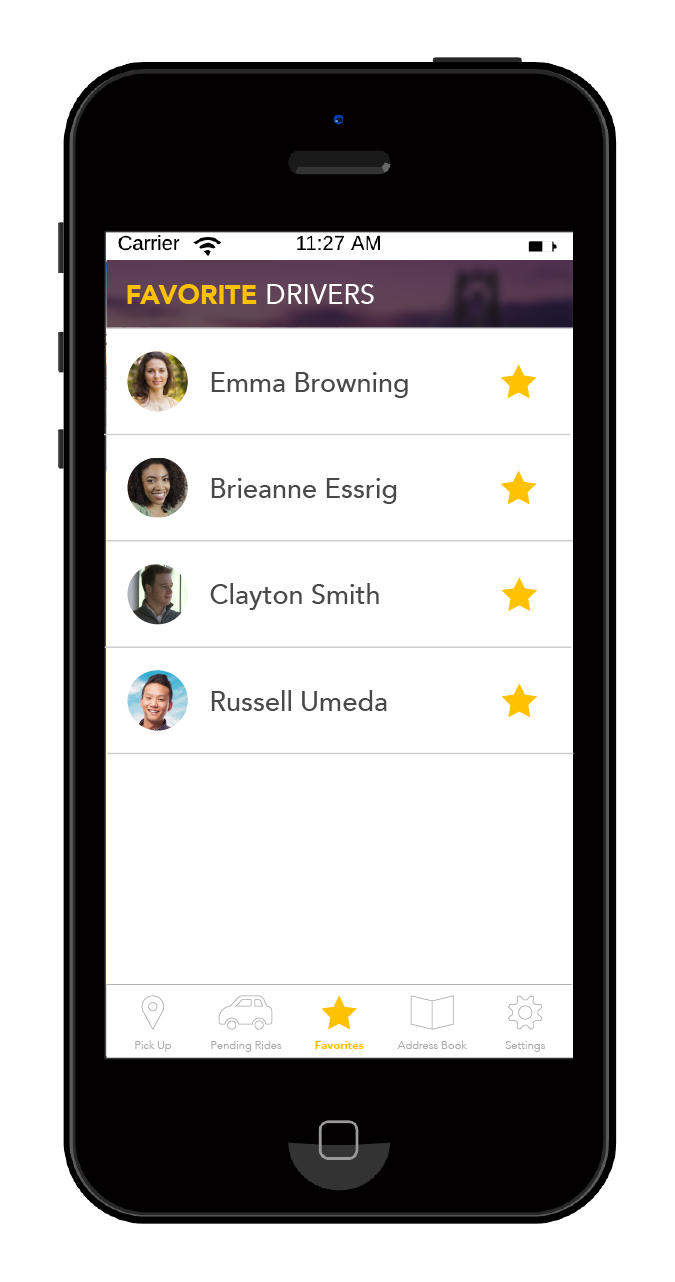 Carrier 11:27 AM
FAVORITE DRIVERS
Emma Browning
Brieanne Essrig
Clayton Smith
Russell Umeda
Pick Up Pending Rides Favorites Address Book Settings